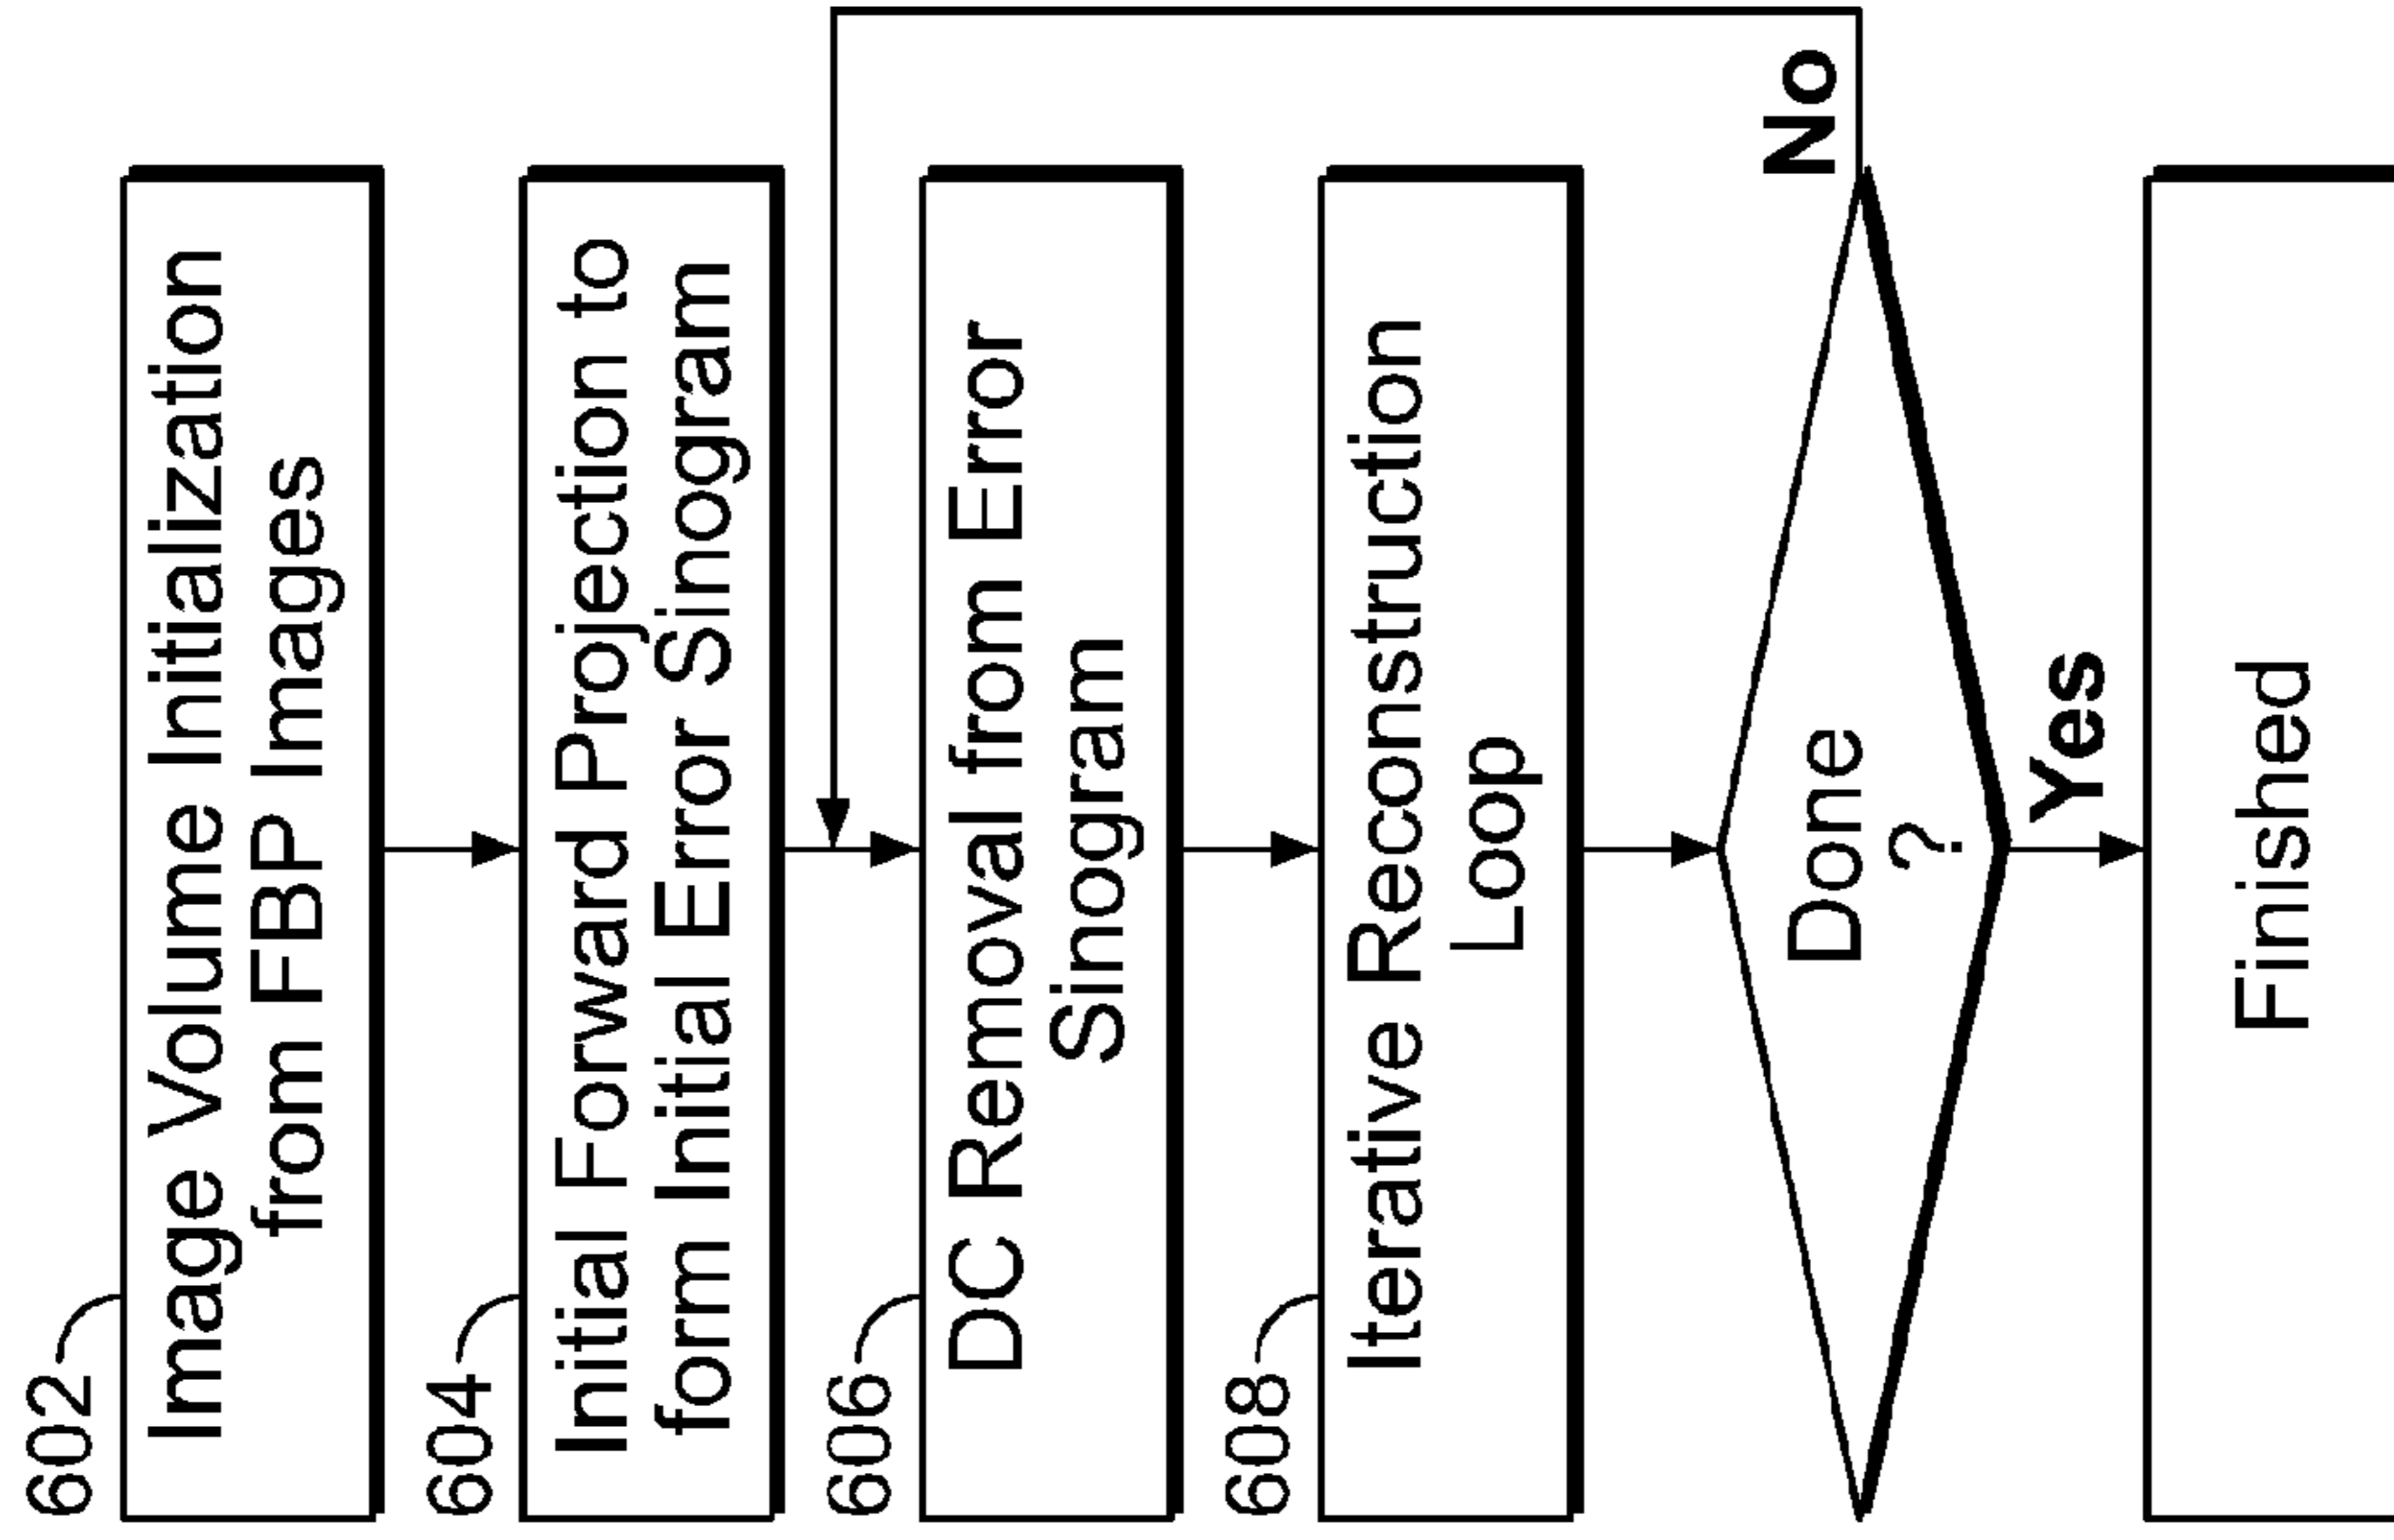 602
Image Volume Initialization
from FBP Images
604
Initial Forward Projection to
form Initial Error Sinogram
606
DC Removal from Error
Sinogram
608
Iterative Reconstruction
Loop
Done
?
No
Yes
Finished